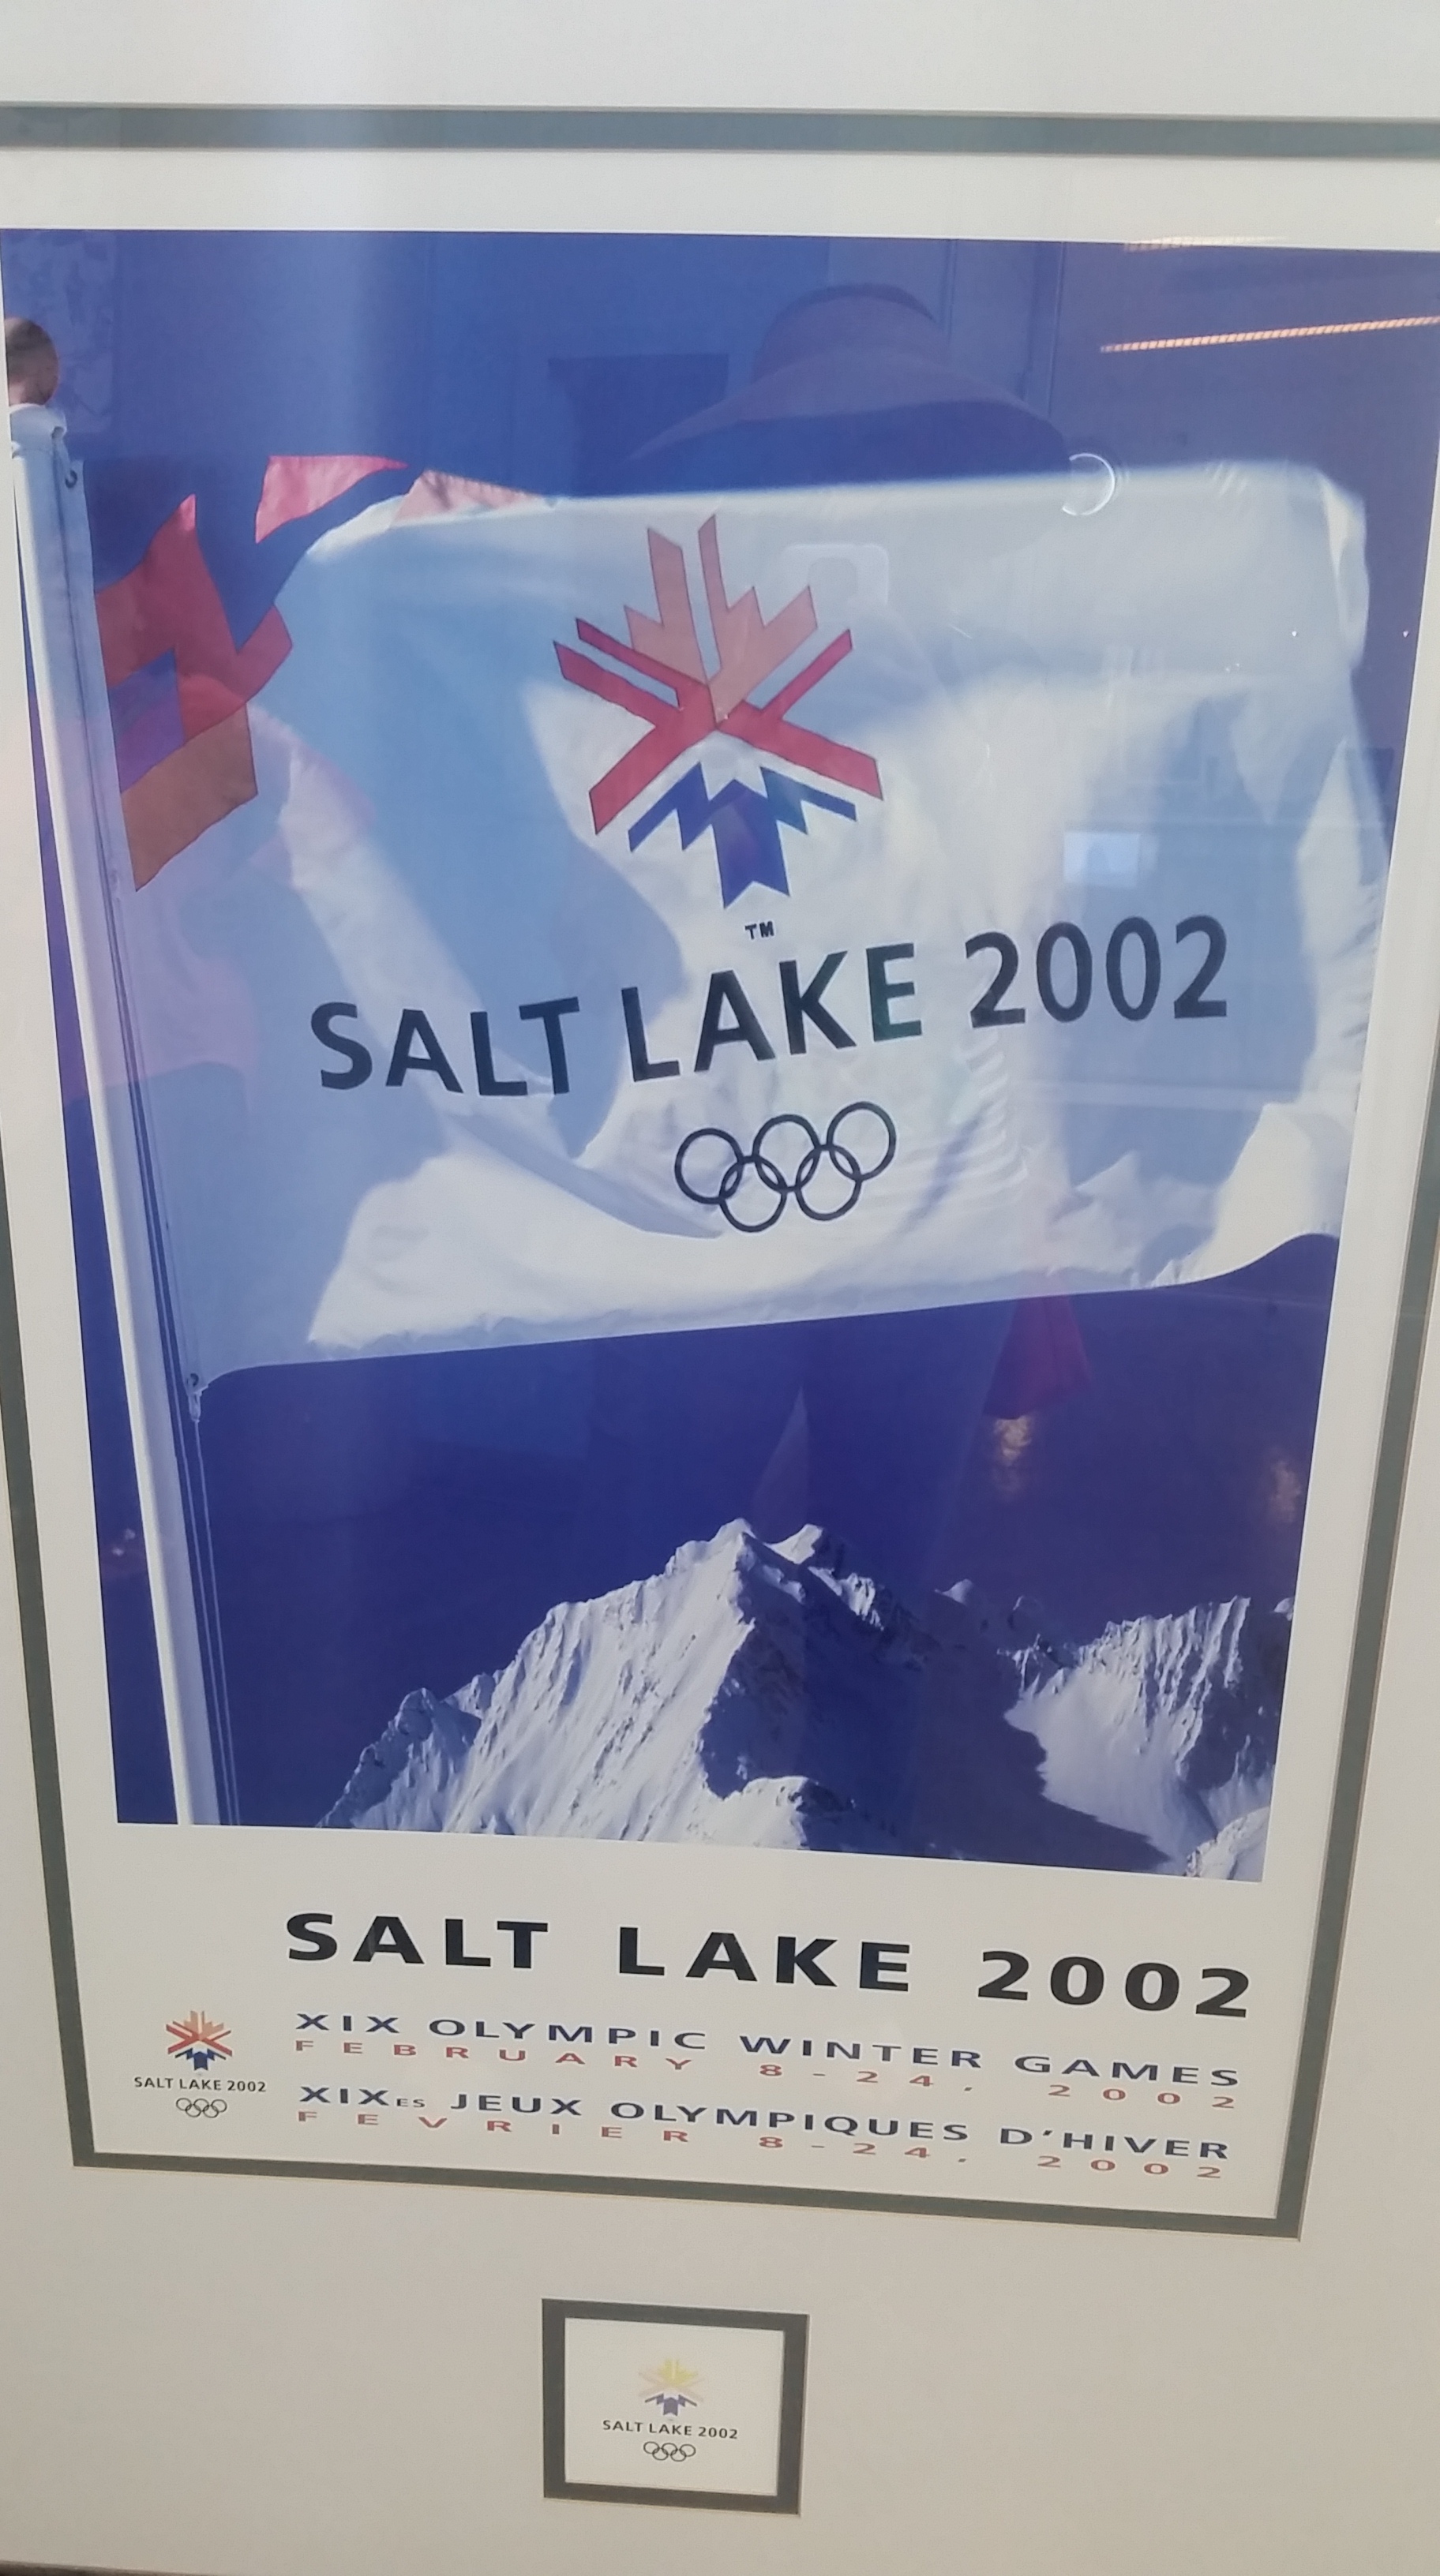 TM
SALT LAKE 2002
SALT LAKE 2002
XIX OLYMPIC WINTER GAMES
FEBRUARY 8-24, 2002
XIXES JEUX OLYMPIQUES D'HIVER
FEVRIER 8-24, 2002
SALT LAKE 2002
SALT LAKE 2002